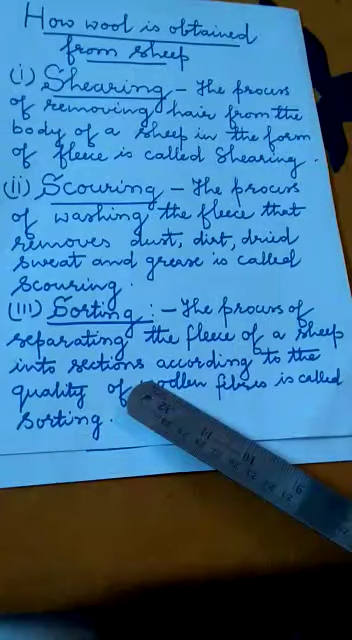 How wool is obtained
from sheep
(i) Shearing - The process
of removing hair from the
body of a sheep in the form
of fleece is called Shearing.
(ii) Scouring - The process
of washing the fleece that
removes dust, dirt, dried
sweat and grease is called
Scouring.
(III) Sorting :- The process of
separating the fleece of a sheep
into sections according to the
quality of woollen fibres is called
Sorting.